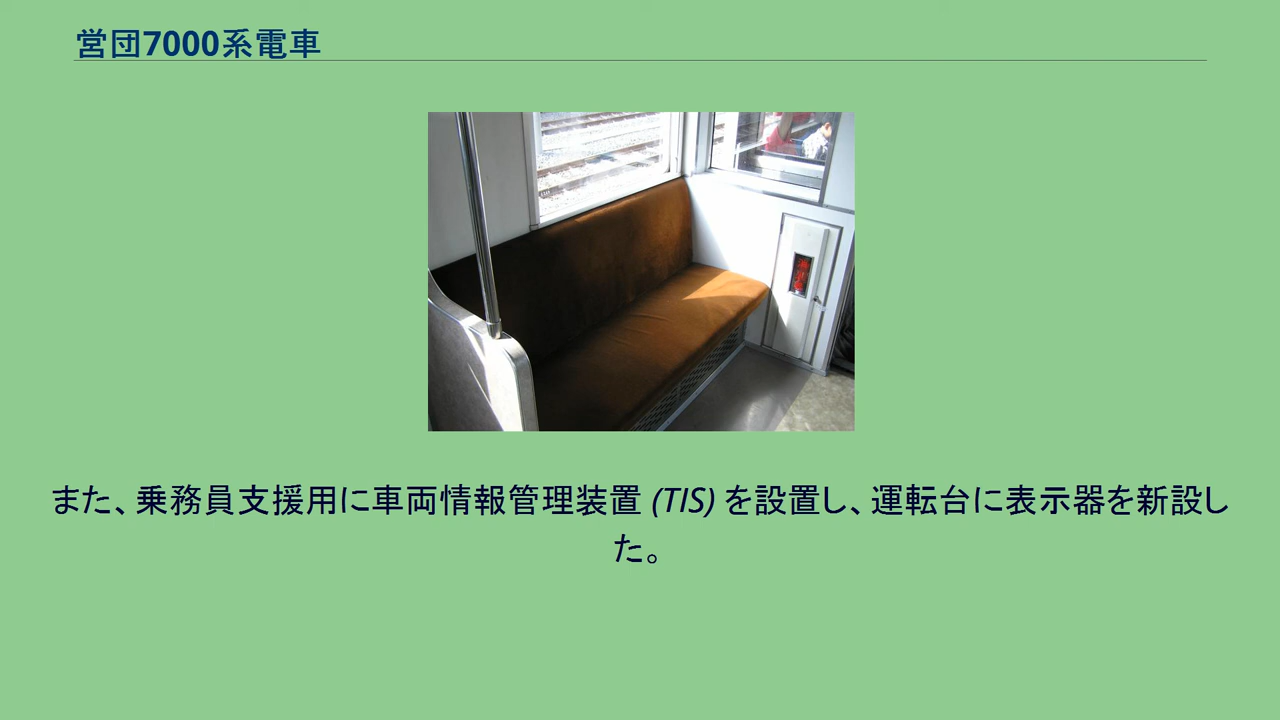 営団7000系電車
また、乗務員支援用に車両情報管理装置 (TIS) を設置し、運転台に表示器を新設し
た。